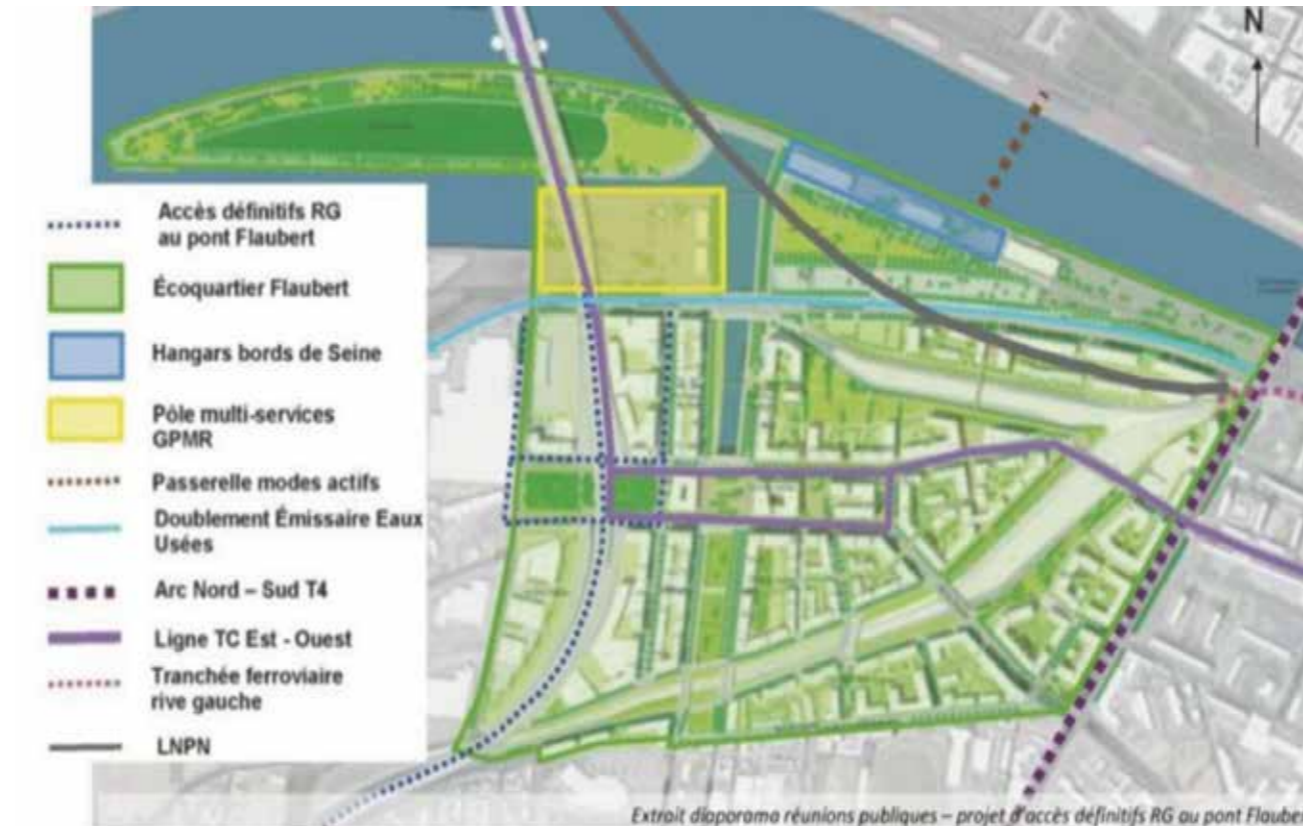 N
Accès définitifs RG
au pont Flaubert
Écoquartier Flaubert
Hangars bords de Seine
Pôle multi-services
GPMR
Passerelle modes actifs
Doublement Émissaire Eaux
Usées
Arc Nord – Sud T4
Ligne TC Est - Ouest
Tranchée ferroviaire
rive gauche
LNPN
Extrait diaporama réunions publiques – projet d'accès définitifs RG au pont Flauber